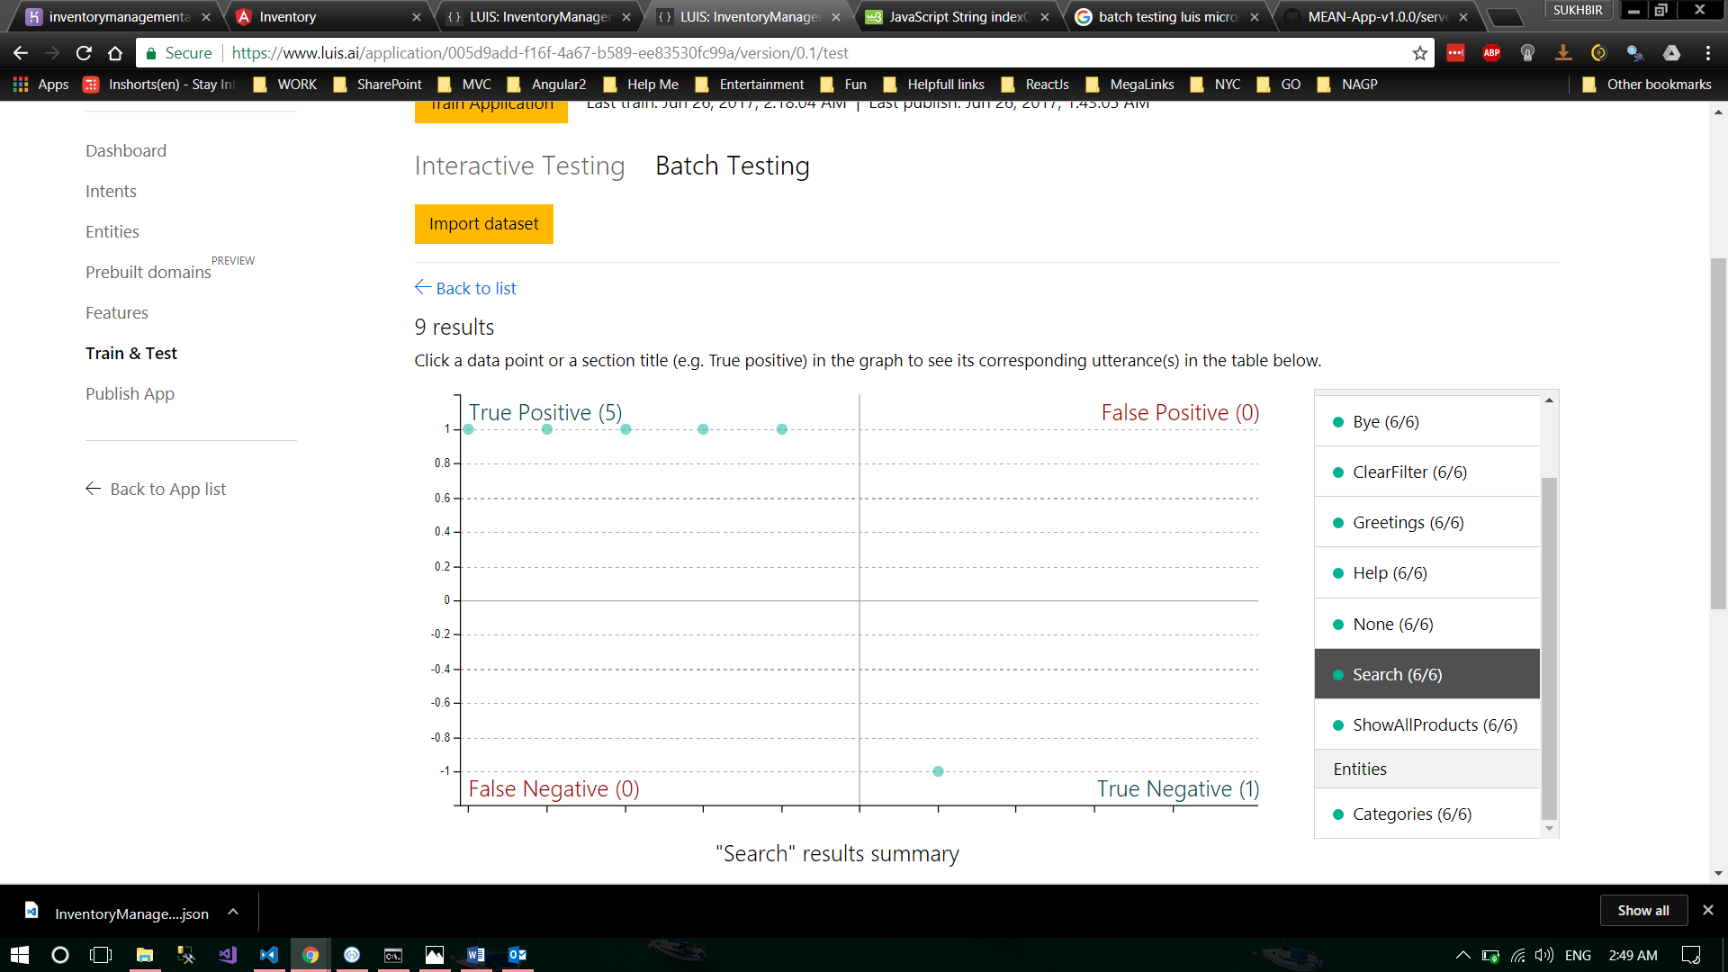 inventorymanagementa
Inventory
LUIS: InventoryManager
LUIS: InventoryManager
JavaScript String indexO
batch testing luis micros
MEAN-App-v1.0.0/serve
SUKHBIR
Secure
https://www.luis.ai/application/005d9add-f16f-4a67-b589-ee83530fc99a/version/0.1/test
ABP
Apps
Inshorts(en) - Stay Inf
WORK
SharePoint
MVC
Angular2
Help Me
Entertainment
Fun
Helpfull links
ReactJs
MegaLinks
NYC
GO
NAGP
Other bookmarks
Train Application
Last train: Jun 26, 2017, 2:18:04 AM | Last publish: Jun 26, 2017, 1:45:05 AM
Dashboard
Intents
Entities
Prebuilt domains PREVIEW
Features
Train & Test
Publish App
Back to App list
Interactive Testing
Batch Testing
Import dataset
Back to list
9 results
Click a data point or a section title (e.g. True positive) in the graph to see its corresponding utterance(s) in the table below.
True Positive (5)
False Positive (0)
1
0.8
0.6
0.4
0.2
0
-0.2
-0.4
-0.6
-0.8
-1
False Negative (0)
True Negative (1)
"Search" results summary
Bye (6/6)
ClearFilter (6/6)
Greetings (6/6)
Help (6/6)
None (6/6)
Search (6/6)
ShowAllProducts (6/6)
Entities
Categories (6/6)
InventoryManage....json
Show all
ENG
2:49 AM